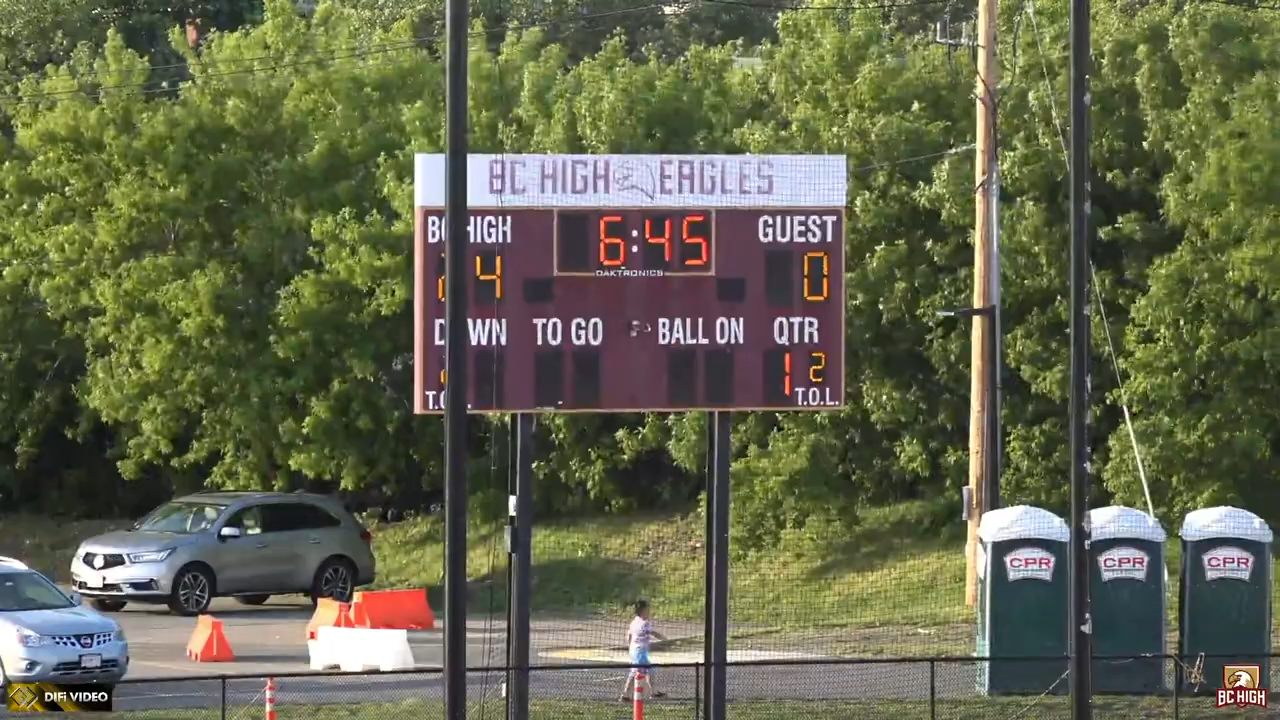 BC HIGH EAGLES
BC HIGH 6:45 GUEST
DAKTRONICS
4 0
TO GO BALL ON QTR
1 2
T.O.L.
CPR CPR CPR
DIFI VIDEO
BC HIGH